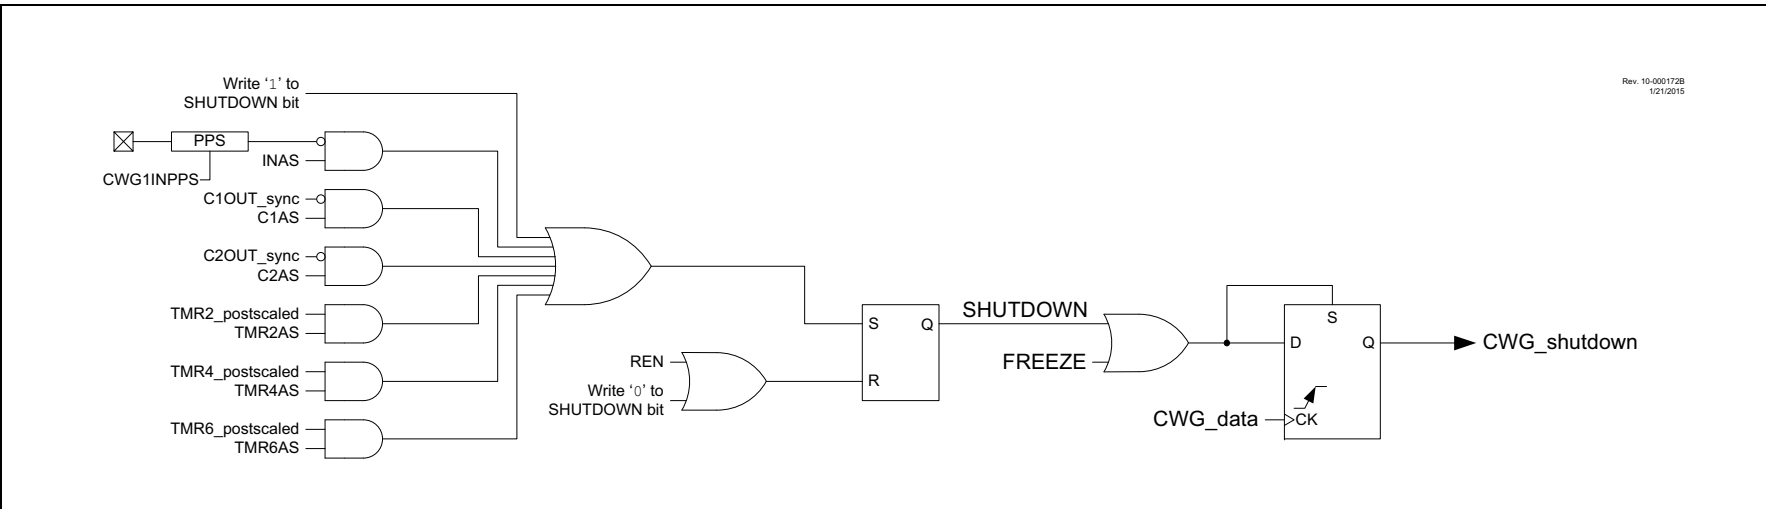 Write ‘1’ to
SHUTDOWN bit
Rev. 10-000172B
1/21/2015
PPS
INAS
CWG1INPPS
C1OUT_sync
C1AS
C2OUT_sync
C2AS
TMR2_postscaled
TMR2AS
TMR4_postscaled
TMR4AS
TMR6_postscaled
TMR6AS
REN
Write ‘0’ to
SHUTDOWN bit
S
Q
R
SHUTDOWN
FREEZE
S
D
Q
CK
CWG_data
CWG_shutdown